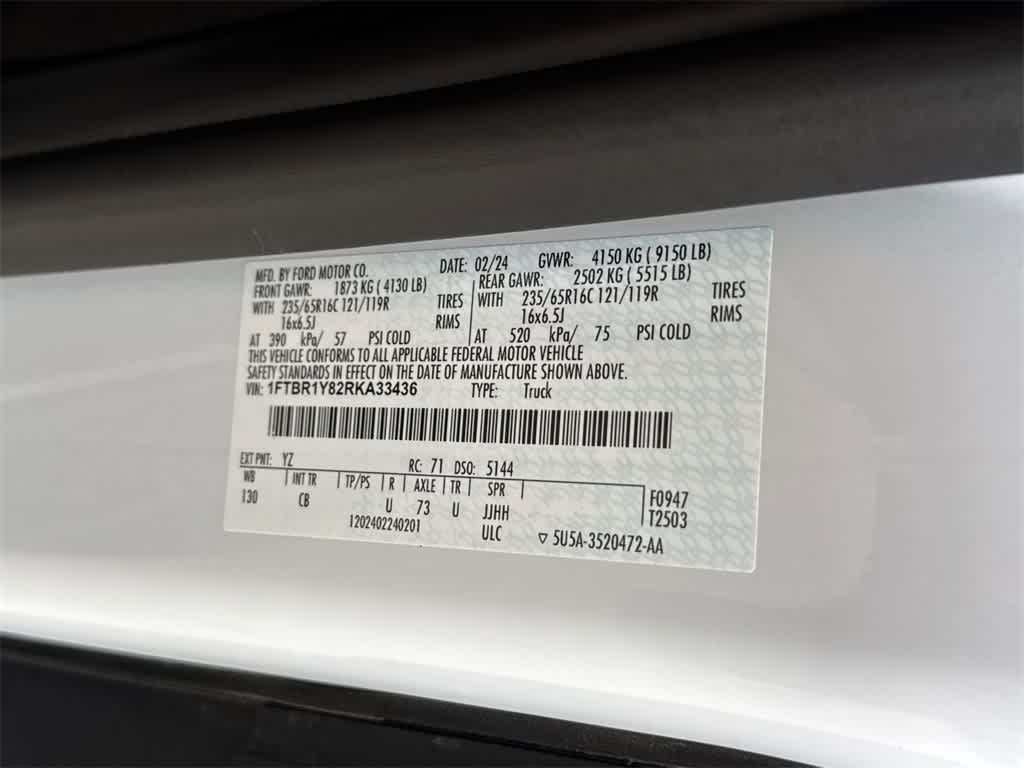 MFD. BY FORD MOTOR CO. DATE: 02/24 GVWR: 4150 KG ( 9150 LB)
FRONT GAWR: 1873 KG ( 4130 LB) REAR GAWR: 2502 KG ( 5515 LB)
WITH 235/65R16C 121/119R TIRES WITH 235/65R16C 121/119R TIRES
16x6.5J RIMS 16x6.5J RIMS
AT 390 kPa/ 57 PSI COLD AT 520 kPa/ 75 PSI COLD
THIS VEHICLE CONFORMS TO ALL APPLICABLE FEDERAL MOTOR VEHICLE
SAFETY STANDARDS IN EFFECT ON THE DATE OF MANUFACTURE SHOWN ABOVE.
VIN: 1FTBR1Y82RKA33436 TYPE: Truck
EXT PNT: YZ RC: 71 DSO: 5144
WB INT TR TP/PS R AXLE TR SPR F0947
130 CB U 73 U JJHH T2503
1202402240201 ULC ▽ 5U5A-3520472-AA